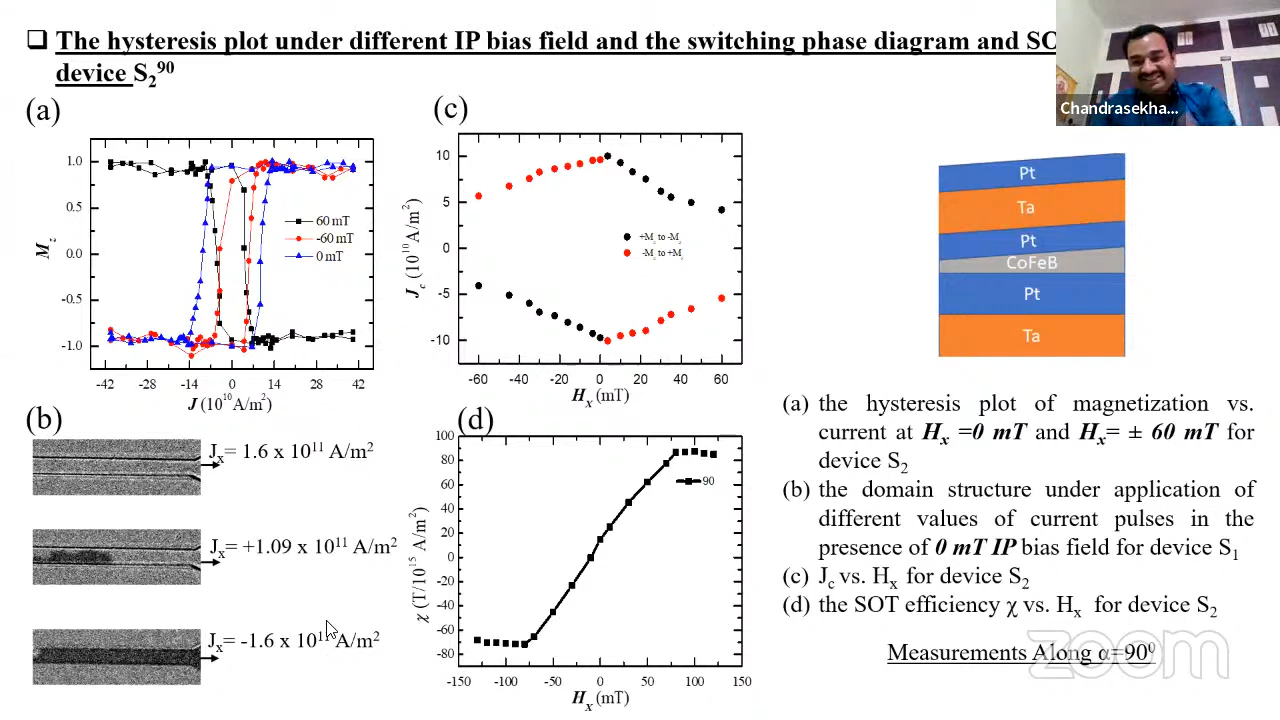 ❑ The hysteresis plot under different IP bias field and the switching phase diagram and SO
device S₂⁹⁰
Chandrasekha...
(a)
1.0
0.5
0.0
-0.5
-1.0
M_z
60 mT
-60 mT
0 mT
-42 -28 -14 0 14 28 42
J (10¹⁰A/m²)
(c)
10
5
0
-5
-10
J_c (10¹⁰A/m²)
+M_z to -M_z
-M_z to +M_z
-60 -40 -20 0 20 40 60
H_x (mT)
Pt
Ta
Pt
CoFeB
Pt
Ta
(b)
J_x= 1.6 x 10¹¹ A/m²
J_x= +1.09 x 10¹¹ A/m²
J_x= -1.6 x 10¹¹ A/m²
(d)
100
80
60
40
20
0
-20
-40
-60
-80
χ (T/10¹⁵ A/m²)
90
-150 -100 -50 0 50 100 150
H_x (mT)
(a) the hysteresis plot of magnetization vs.
current at H_x =0 mT and H_x= ± 60 mT for
device S₂
(b) the domain structure under application of
different values of current pulses in the
presence of 0 mT IP bias field for device S₁
(c) J_c vs. H_x for device S₂
(d) the SOT efficiency χ vs. H_x for device S₂
Measurements Along α=90⁰
zoom